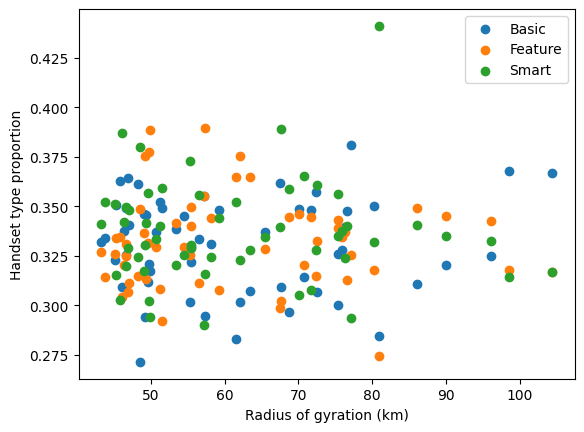 Basic
Feature
Smart
0.425
0.400
0.375
0.350
0.325
0.300
0.275
Handset type proportion
50 60 70 80 90 100
Radius of gyration (km)